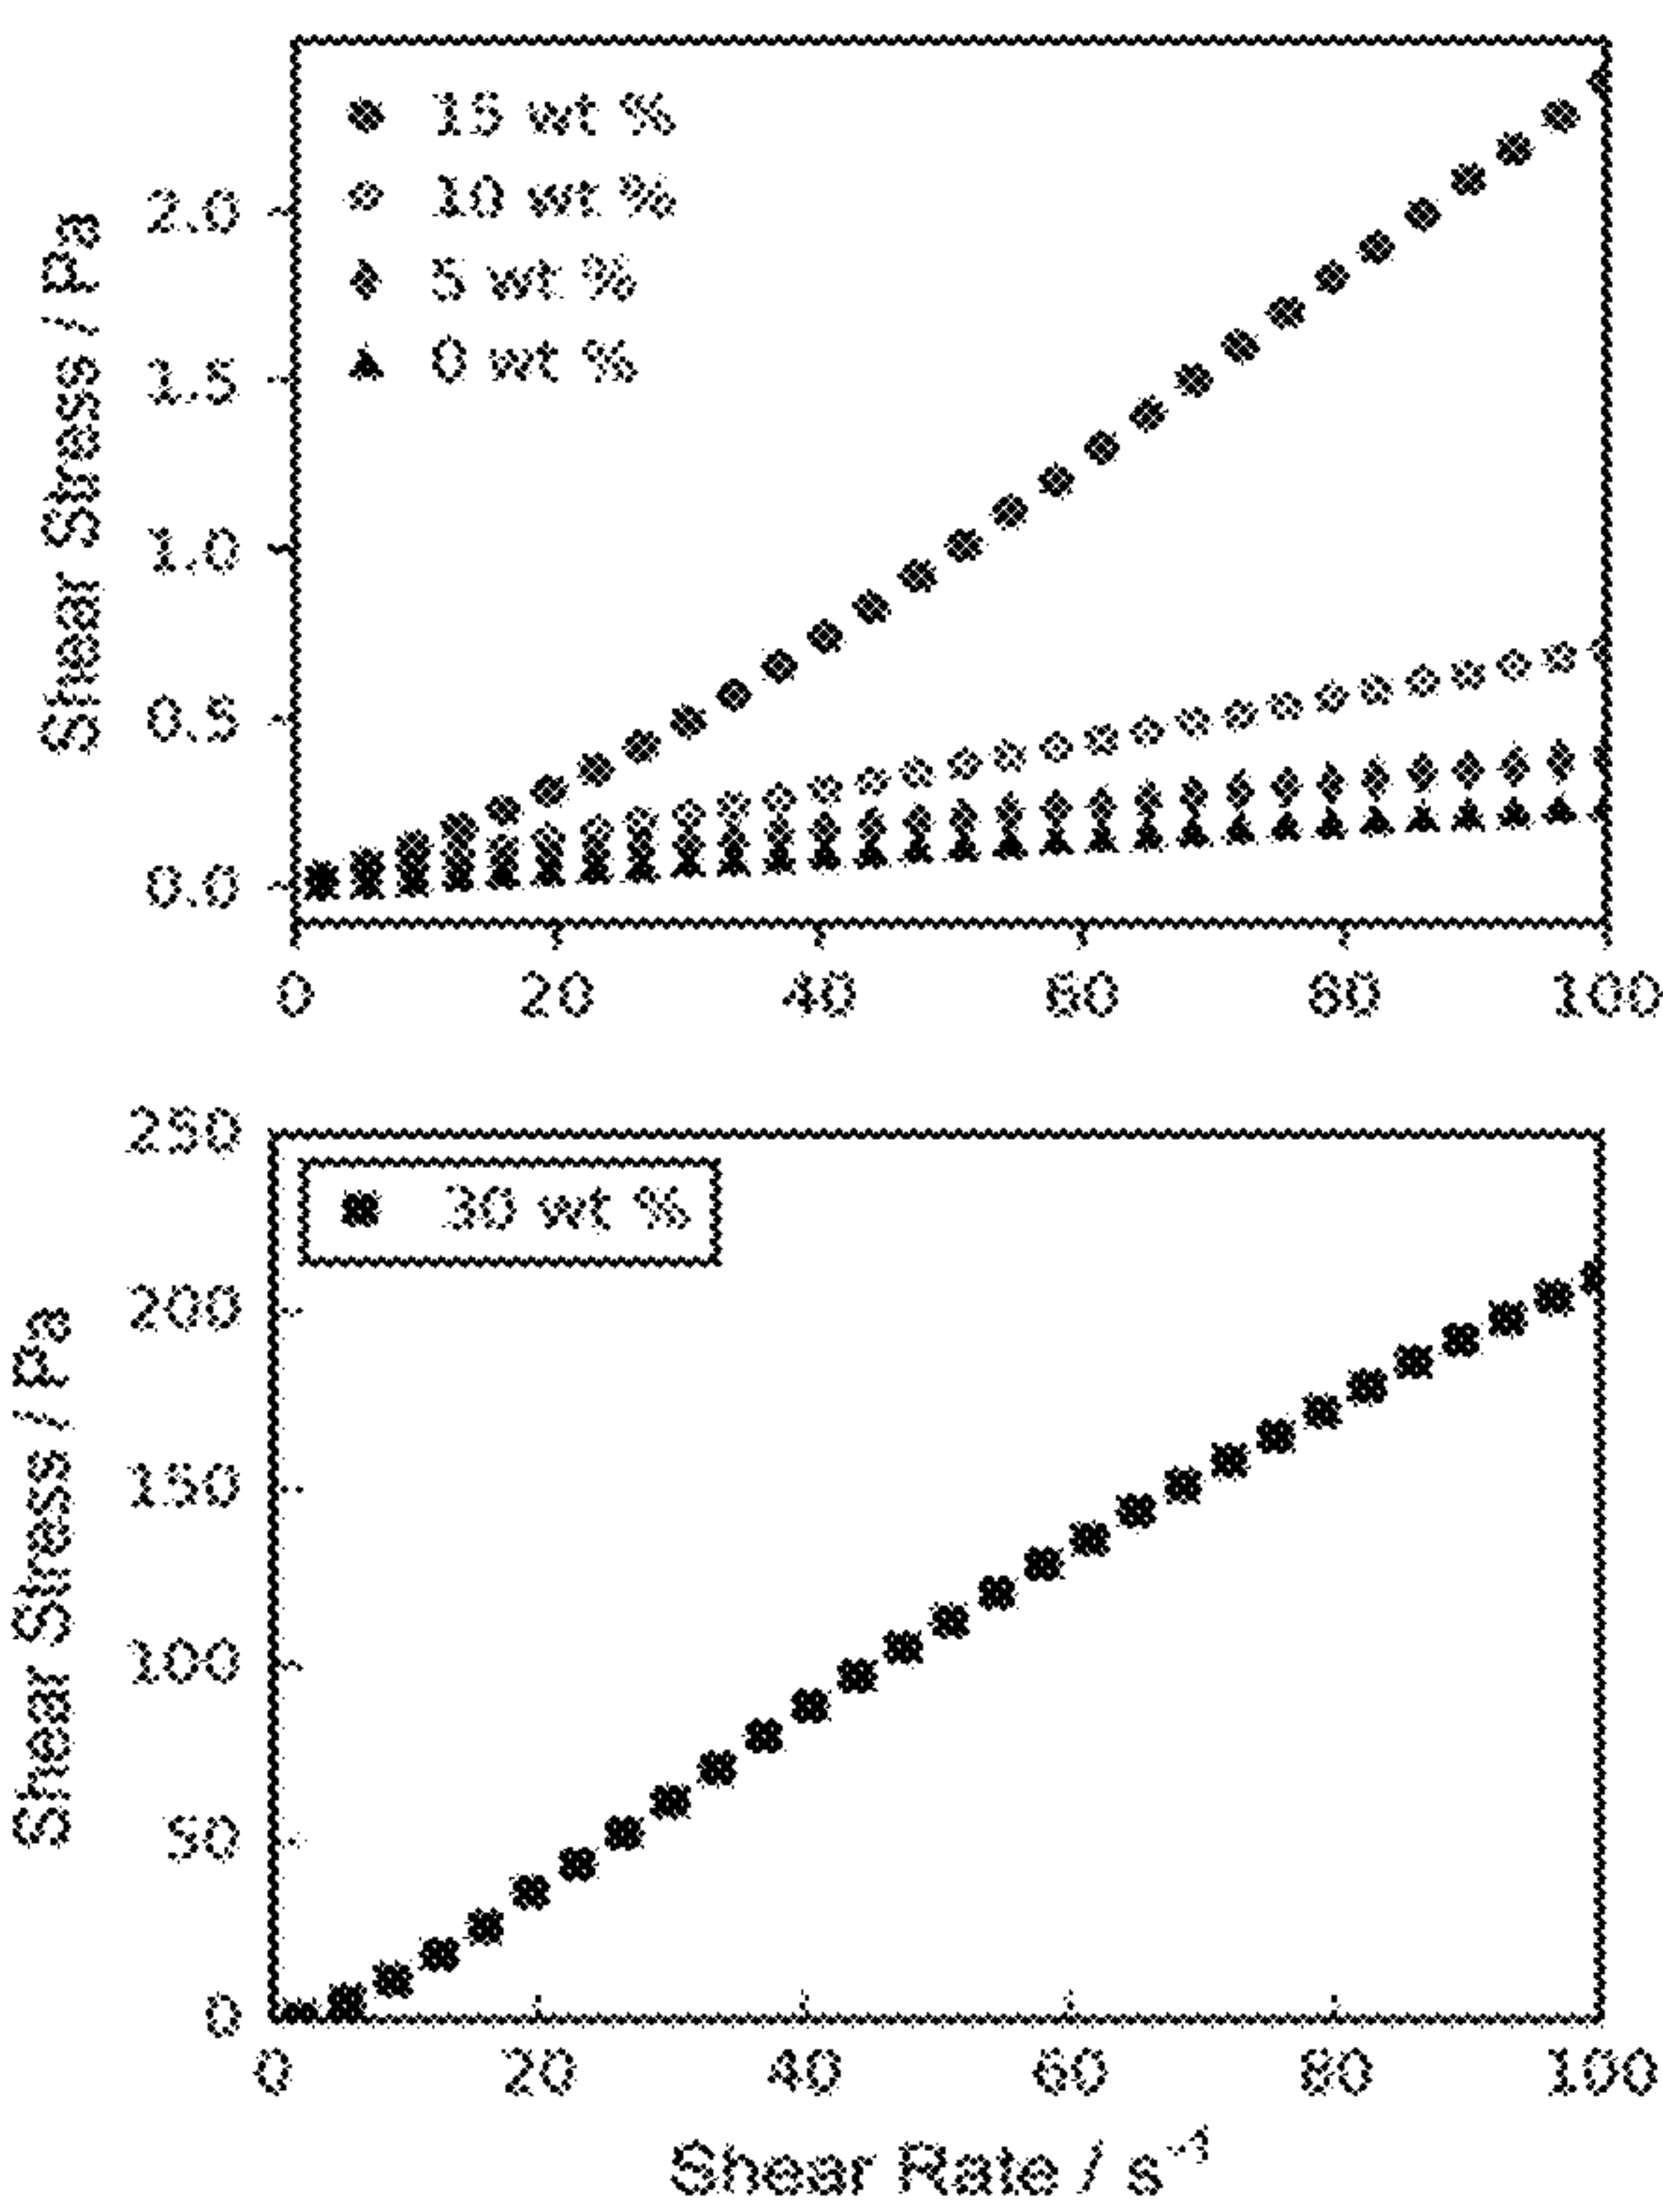 15 wt %
10 wt %
5 wt %
0 wt %
Shear Stress / Pa
2.0
1.5
1.0
0.5
0.0
0 20 40 60 80 100
30 wt %
Shear Stress / Pa
250
200
150
100
50
0
0 20 40 60 80 100
Shear Rate / s⁻¹